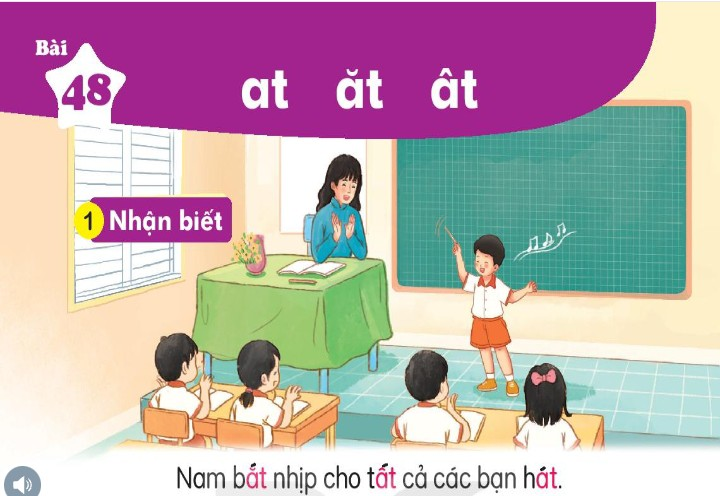 Bài
48
at ăt ât
1 Nhận biết
Nam bắt nhịp cho tất cả các bạn hát.